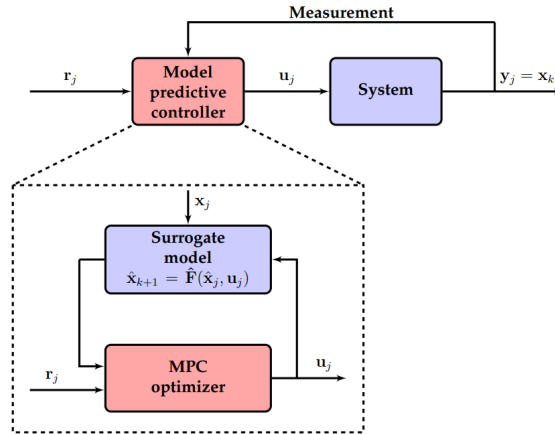 Measurement
r_j
Model
predictive
controller
u_j
System
y_j = x_k
x_j
Surrogate
model
x̂_{k+1} = F̂(x̂_j, u_j)
r_j
MPC
optimizer
u_j